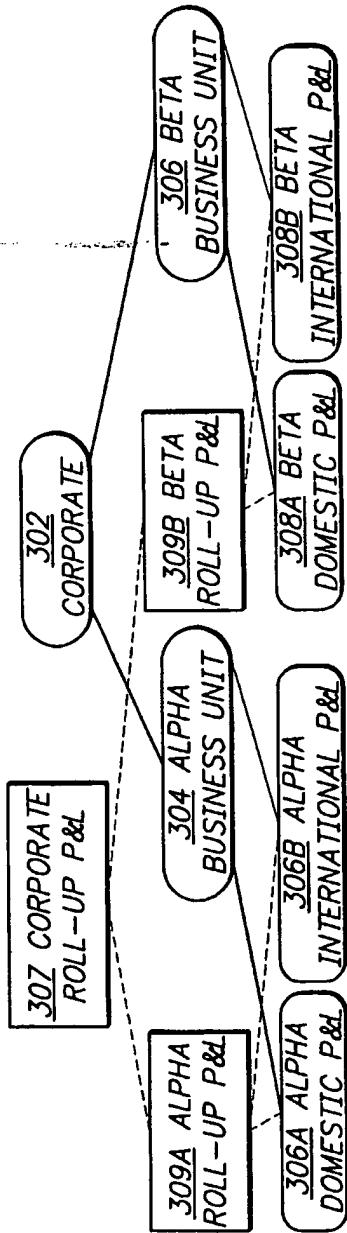 307 CORPORATE
ROLL-UP P&L
302
CORPORATE
309A ALPHA
ROLL-UP P&L
304 ALPHA
BUSINESS UNIT
309B BETA
ROLL-UP P&L
306 BETA
BUSINESS UNIT
306A ALPHA
DOMESTIC P&L
306B ALPHA
INTERNATIONAL P&L
308A BETA
DOMESTIC P&L
308B BETA
INTERNATIONAL P&L